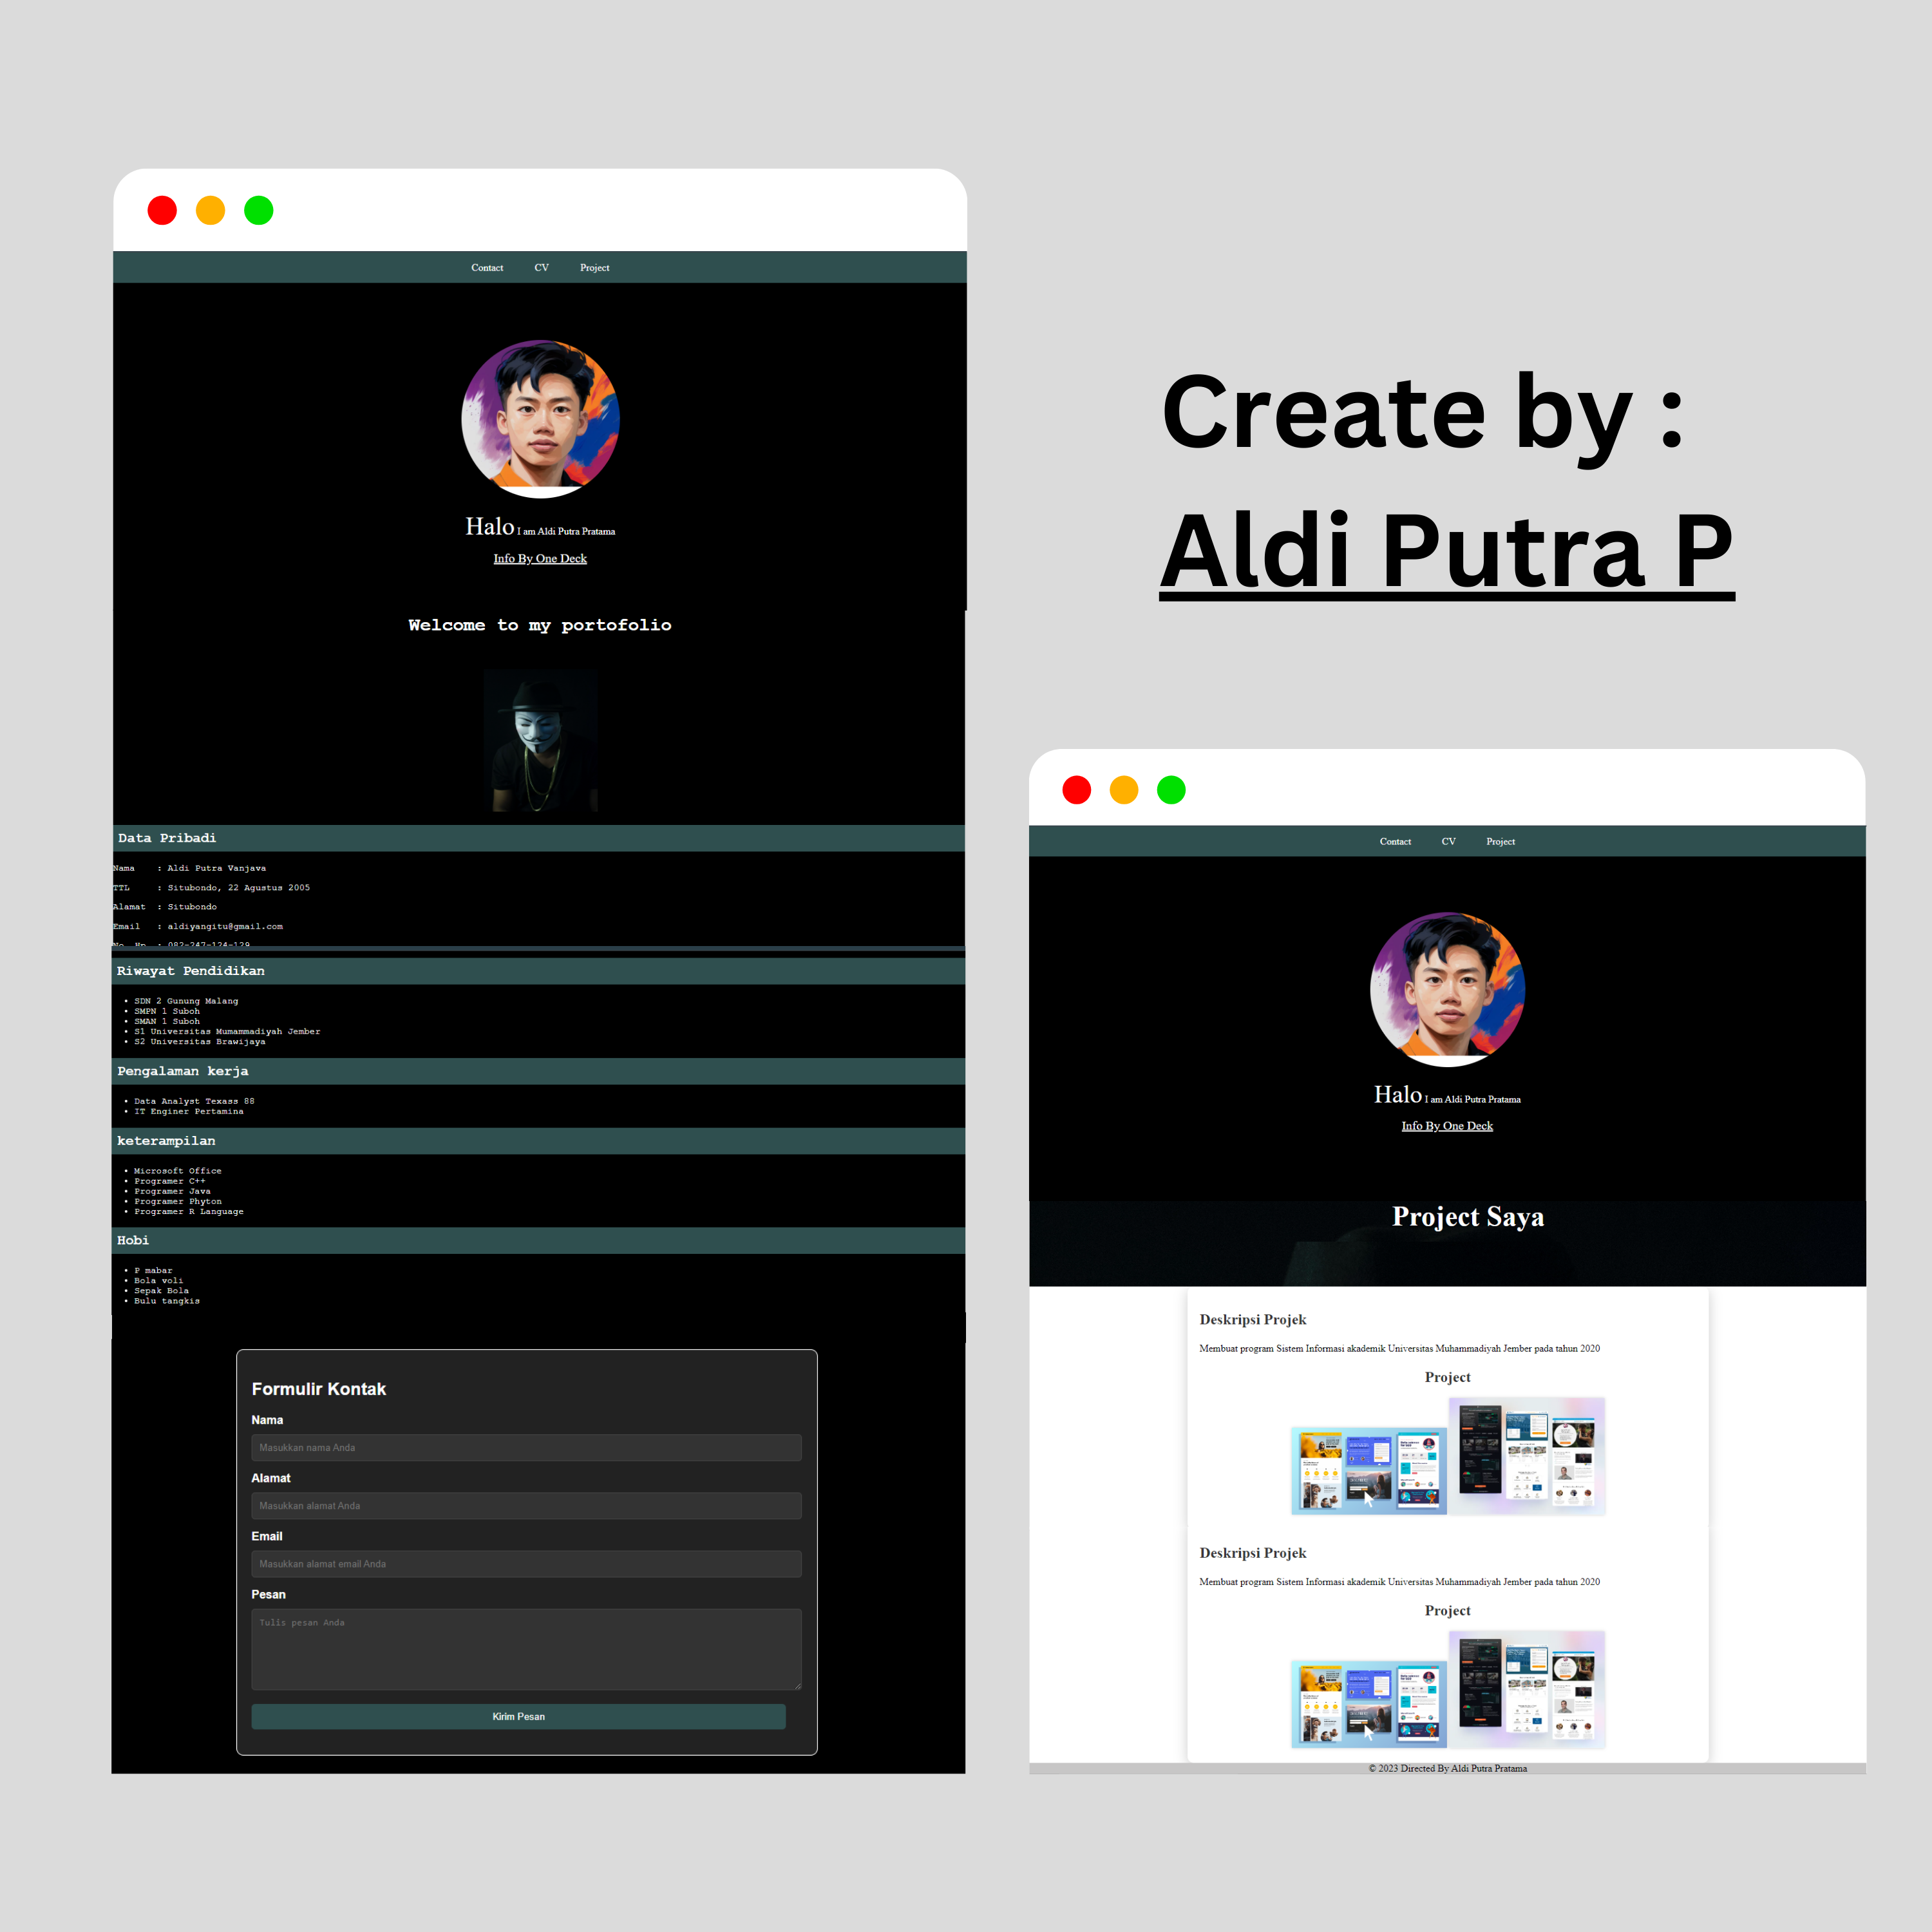 Contact CV Project
Halo I am Aldi Putra Pratama
Info By One Deck
Welcome to my portofolio
Data Pribadi
Nama : Aldi Putra Vanjava
TTL : Situbondo, 22 Agustus 2005
Alamat : Situbondo
Email : aldiyangitu@gmail.com
No. Hp : 082-247-124-129
Riwayat Pendidikan
SDN 2 Gunung Malang
SMPN 1 Suboh
SMAN 1 Suboh
S1 Universitas Mumammadiyah Jember
S2 Universitas Brawijaya
Pengalaman kerja
Data Analyst Texass 88
IT Enginer Pertamina
keterampilan
Microsoft Office
Programer C++
Programer Java
Programer Phyton
Programer R Language
Hobi
P mabar
Bola voli
Sepak Bola
Bulu tangkis
Formulir Kontak
Nama
Masukkan nama Anda
Alamat
Masukkan alamat Anda
Email
Masukkan alamat email Anda
Pesan
Tulis pesan Anda
Kirim Pesan
Create by :
Aldi Putra P
Contact CV Project
Halo I am Aldi Putra Pratama
Info By One Deck
Project Saya
Deskripsi Projek
Membuat program Sistem Informasi akademik Universitas Muhammadiyah Jember pada tahun 2020
Project
Deskripsi Projek
Membuat program Sistem Informasi akademik Universitas Muhammadiyah Jember pada tahun 2020
Project
© 2023 Directed By Aldi Putra Pratama